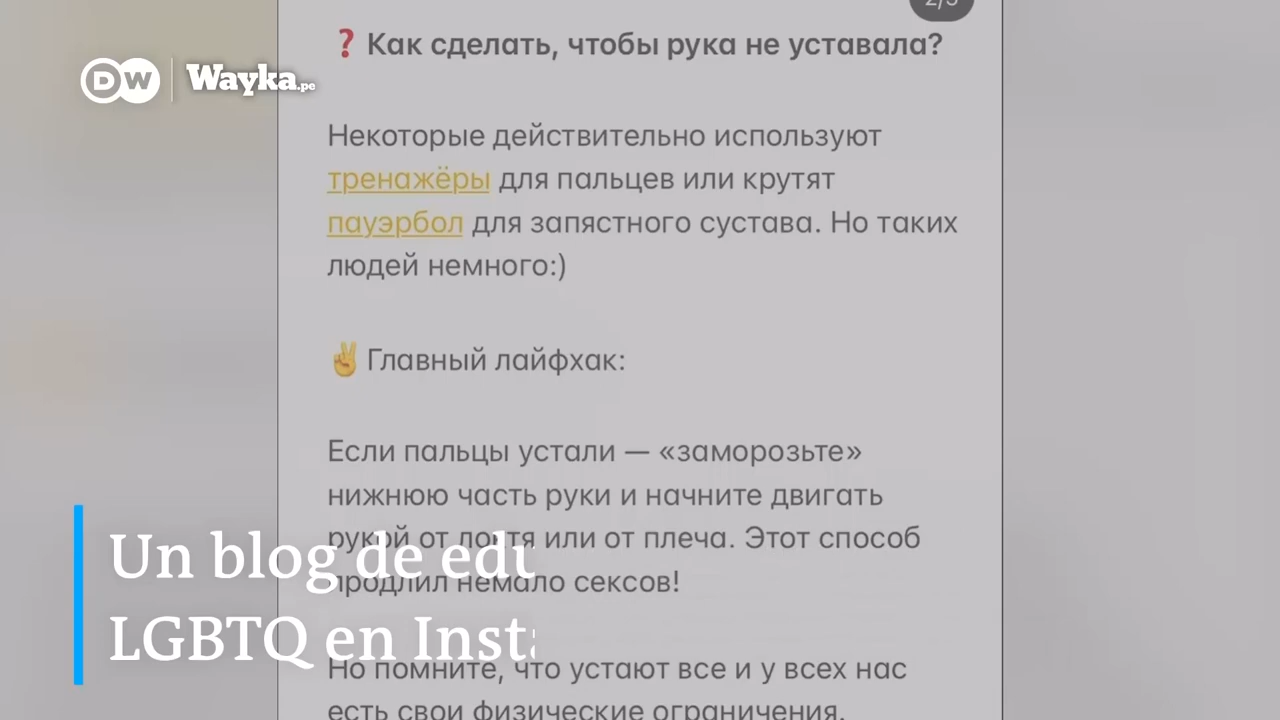 2/5
❓ Как сделать, чтобы рука не уставала?
DW Wayka.pe
Некоторые действительно используют
тренажёры для пальцев или крутят
пауэрбол для запястного сустава. Но таких
людей немного:)
✌️ Главный лайфхак:
Если пальцы устали — «заморозьте»
нижнюю часть руки и начните двигать
рукой от локтя или от плеча. Этот способ
продлил немало сексов!
Un blog de edu
LGBTQ en Insta
Но помните, что устают все и у всех нас
есть свои физические ограничения.